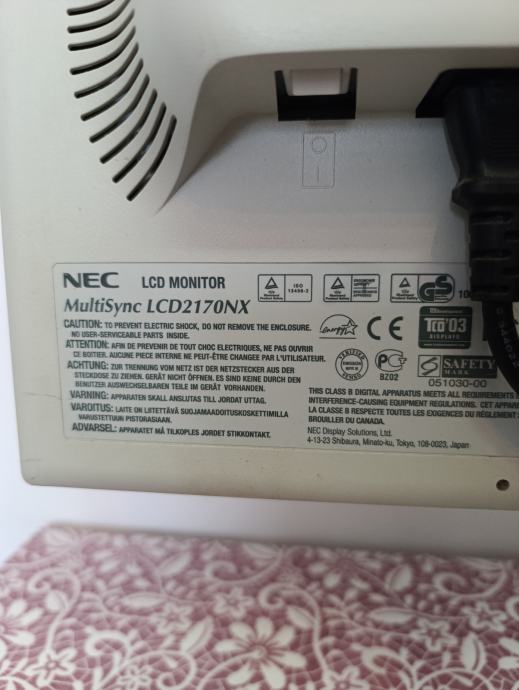 NEC LCD MONITOR
MultiSync LCD2170NX
CAUTION: TO PREVENT ELECTRIC SHOCK, DO NOT REMOVE THE ENCLOSURE.
NO USER-SERVICEABLE PARTS INSIDE.
ATTENTION: AFIN DE PREVENIR DE TOUT CHOC ELECTRIQUES, NE PAS OUVRIR
CE BOITIER. AUCUNE PIECE INTERNE NE PEUT-ÊTRE CHANGEE PAR L'UTILISATEUR.
ACHTUNG: ZUR TRENNUNG VOM NETZ IST DER NETZSTECKER AUS DER
STECKDOSE ZU ZIEHEN. GERÄT NICHT ÖFFNEN. ES SIND KEINE DURCH DEN
BENUTZER AUSWECHSELBAREN TEILE IM GERÄT VORHANDEN.
VARNING: APPARATEN SKALL ANSLUTAS TILL JORDAT UTTAG.
VAROITUS: LAITE ON LIITETTÄVÄ SUOJAMAADOITUSKOSKETTIMILLA
VARUSTETTUUN PISTORASIAAN.
ADVARSEL: APPARATET MÅ TILKOPLES JORDET STIKKONTAKT.
ISO
13406-2
GS
energy
CE
TCO'03
DISPLAYS
BZ02
SAFETY
MARK
051030-00
THIS CLASS B DIGITAL APPARATUS MEETS ALL REQUIREMENTS
INTERFERENCE-CAUSING EQUIPMENT REGULATIONS. CET
LA CLASSE B RESPECTE TOUTES LES EXIGENCES DU RÉGLEMENT
BROUILLEUR DU CANADA.
NEC Display Solutions, Ltd.
4-13-23 Shibaura, Minato-ku, Tokyo, 108-0023, Japan